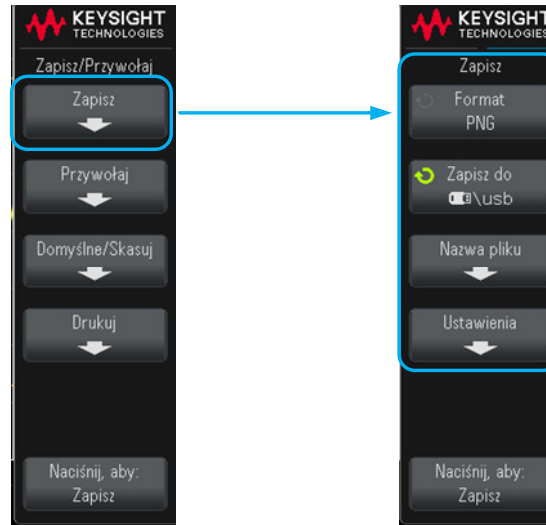 KEYSIGHT
TECHNOLOGIES
Zapisz/Przywołaj
Zapisz
Przywołaj
Domyślne/Skasuj
Drukuj
Naciśnij, aby:
Zapisz
KEYSIGHT
TECHNOLOGIES
Zapisz
Format
PNG
Zapisz do
\usb
Nazwa pliku
Ustawienia
Naciśnij, aby:
Zapisz